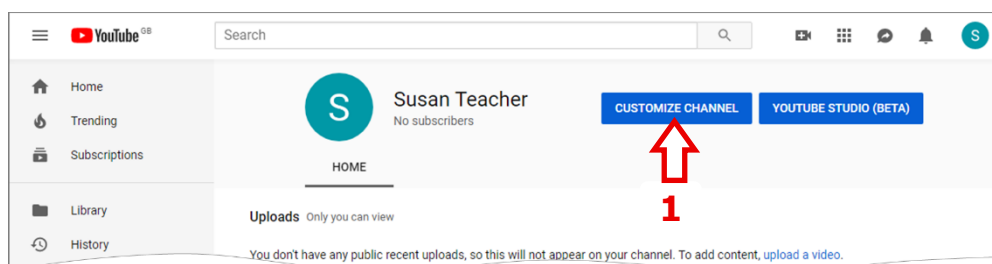 YouTube GB
Search
S
Home
Trending
Subscriptions
Library
History
S
Susan Teacher
No subscribers
CUSTOMIZE CHANNEL
YOUTUBE STUDIO (BETA)
HOME
1
Uploads Only you can view
You don't have any public recent uploads, so this will not appear on your channel. To add content, upload a video.